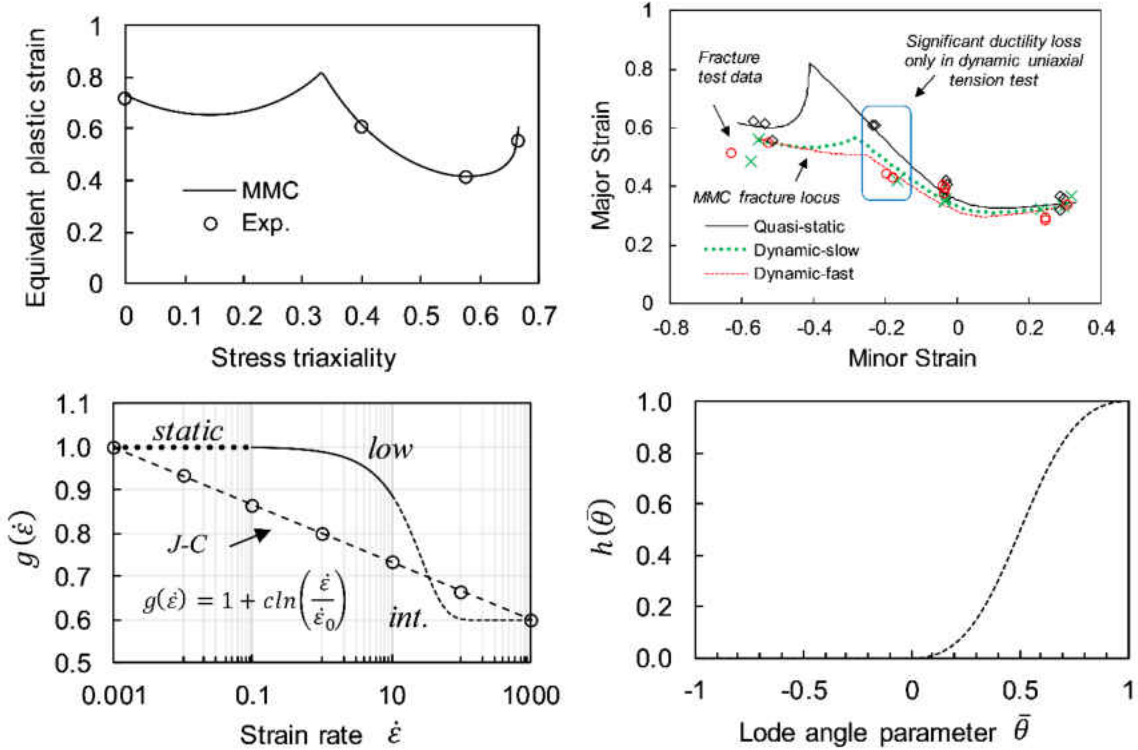 1
0.8
0.6
0.4
0.2
0
0 0.1 0.2 0.3 0.4 0.5 0.6 0.7
Equivalent plastic strain
Stress triaxiality
MMC
Exp.
1
0.8
0.6
0.4
0.2
0
-0.8 -0.6 -0.4 -0.2 0 0.2 0.4
Major Strain
Minor Strain
Fracture
test data
Significant ductility loss
only in dynamic uniaxial
tension test
MMC fracture locus
Quasi-static
Dynamic-slow
Dynamic-fast
1.1
1.0
0.9
0.8
0.7
0.6
0.5
0.001 0.1 10 1000
g(ε̇)
Strain rate ε̇
static
low
J-C
g(ε̇) = 1 + cln(ε̇/ε̇₀)
int.
1.0
0.8
0.6
0.4
0.2
0.0
-1 -0.5 0 0.5 1
h(θ̄)
Lode angle parameter θ̄